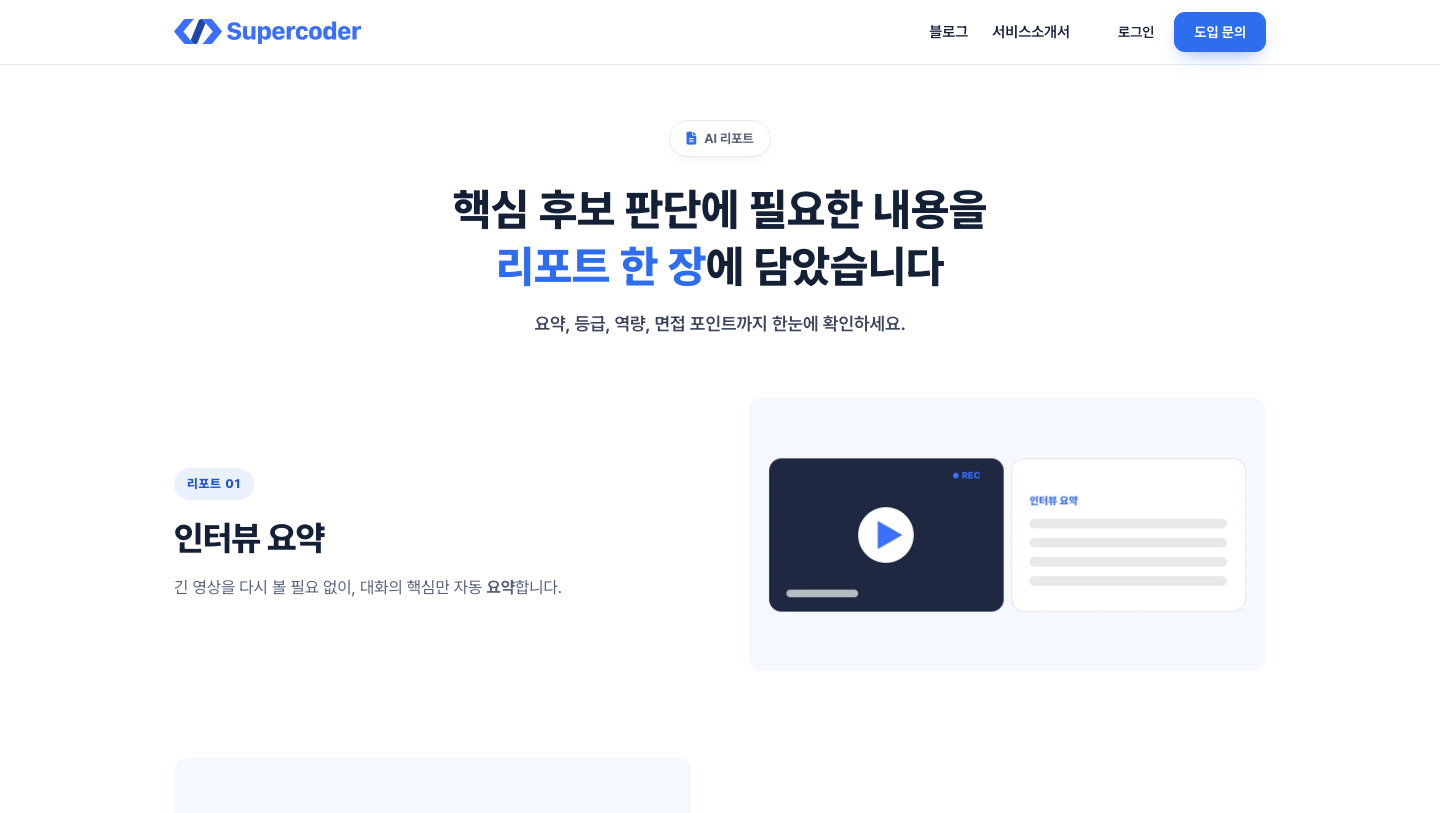 Supercoder
블로그
서비스소개서
로그인
도입 문의
AI 리포트
핵심 후보 판단에 필요한 내용을
리포트 한 장에 담았습니다
요약, 등급, 역량, 면접 포인트까지 한눈에 확인하세요.
리포트 01
인터뷰 요약
긴 영상을 다시 볼 필요 없이, 대화의 핵심만 자동 요약합니다.
REC
인터뷰 요약